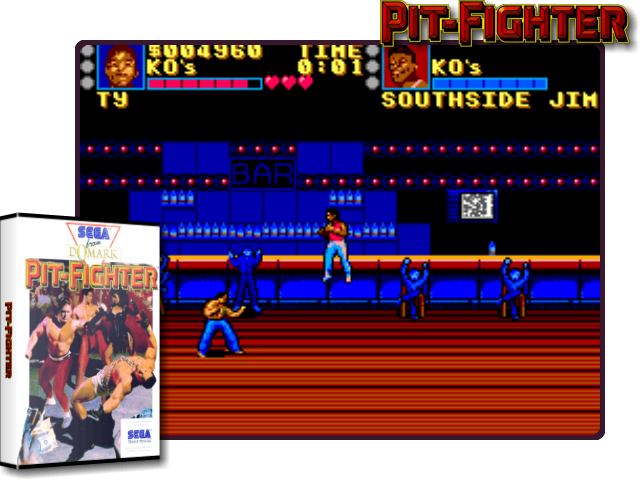 PIT-FIGHTER
$004960 TIME
KO's 0:01 KO's
TY SOUTHSIDE JIM
BAR
SEGA
from
DOMARK
PIT-FIGHTER
PIT-FIGHTER
SEGA